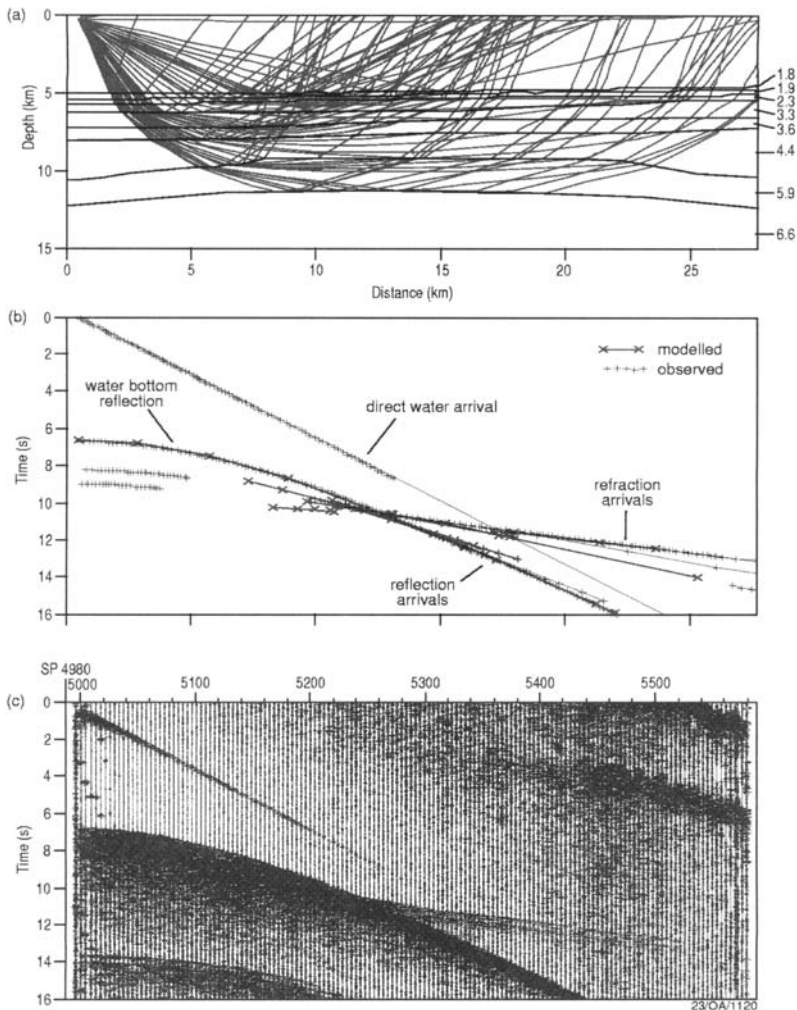 (a)
0
5
10
15
Depth (km)
1.8
1.9
2.3
3.3
3.6
4.4
5.9
6.6
0 5 10 15 20 25
Distance (km)
(b)
0
2
4
6
8
10
12
14
16
Time (s)
water bottom
reflection
direct water arrival
modelled
observed
refraction
arrivals
reflection
arrivals
SP 4980
5000 5100 5200 5300 5400 5500
(c)
0
2
4
6
8
10
12
14
16
Time (s)
23/OA/1120